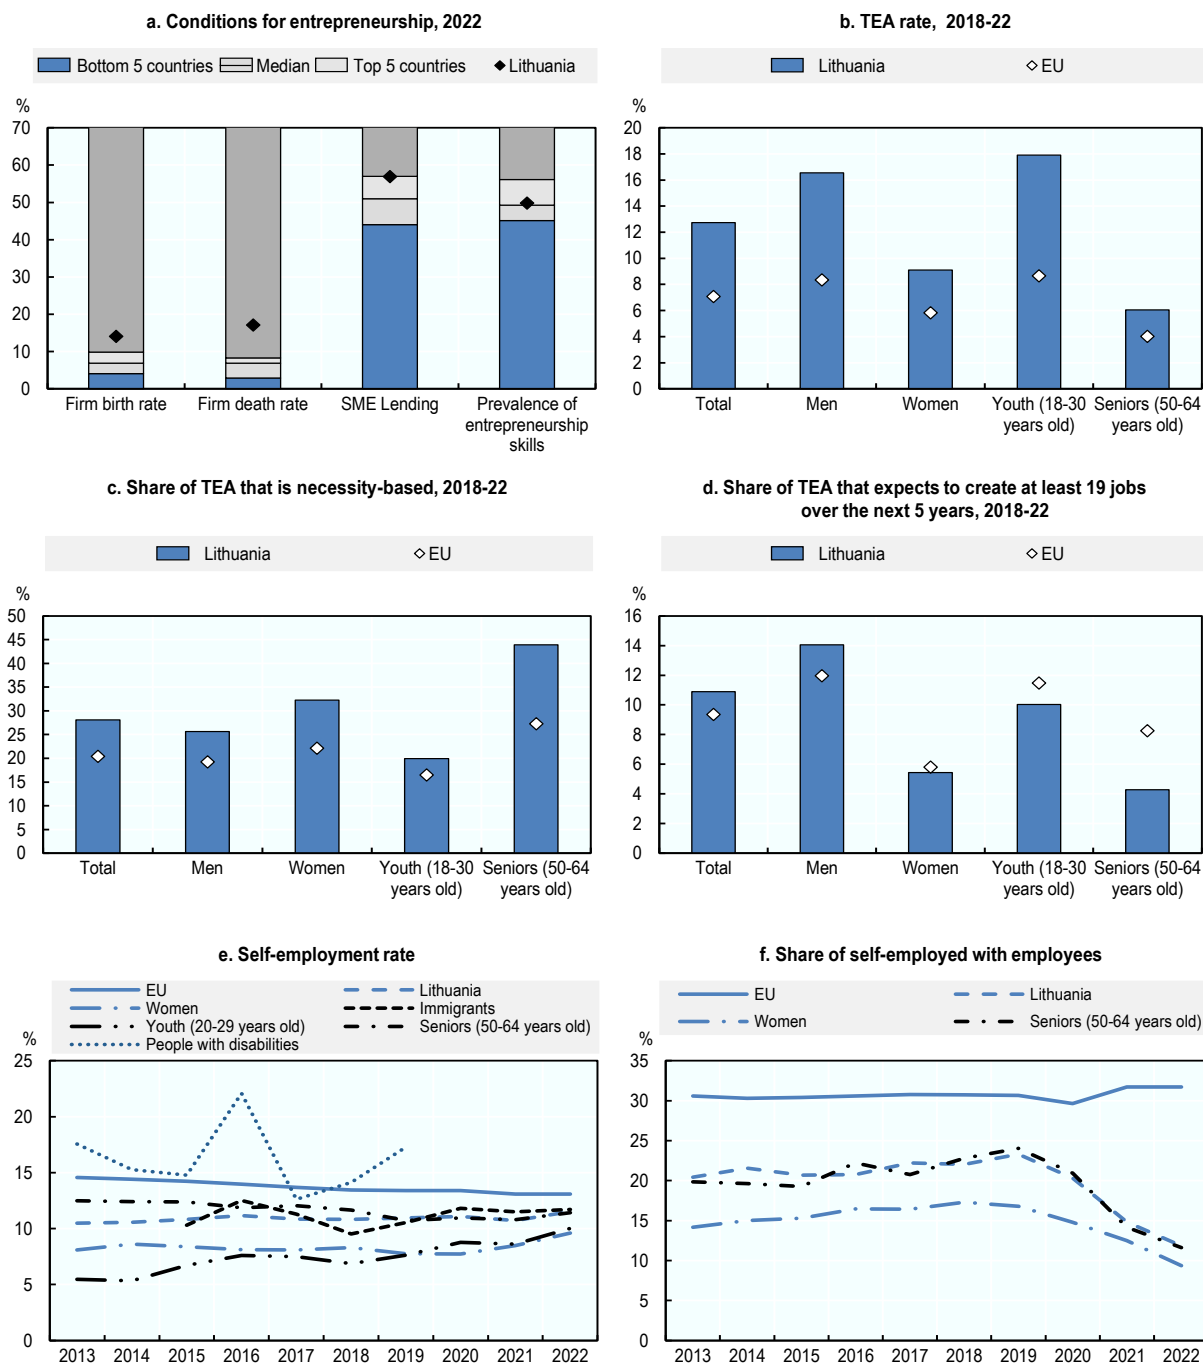 a. Conditions for entrepreneurship, 2022
Bottom 5 countries Median Top 5 countries Lithuania
%
70
60
50
40
30
20
10
0
Firm birth rate Firm death rate SME Lending Prevalence of
entrepreneurship
skills
b. TEA rate, 2018-22
Lithuania EU
%
20
18
16
14
12
10
8
6
4
2
0
Total Men Women Youth (18-30 Seniors (50-64
years old) years old)
c. Share of TEA that is necessity-based, 2018-22
Lithuania EU
%
50
45
40
35
30
25
20
15
10
5
0
Total Men Women Youth (18-30 Seniors (50-64
years old) years old)
d. Share of TEA that expects to create at least 19 jobs
over the next 5 years, 2018-22
Lithuania EU
%
16
14
12
10
8
6
4
2
0
Total Men Women Youth (18-30 Seniors (50-64
years old) years old)
e. Self-employment rate
EU Lithuania
Women Immigrants
Youth (20-29 years old) Seniors (50-64 years old)
People with disabilities
%
25
20
15
10
5
0
2013 2014 2015 2016 2017 2018 2019 2020 2021 2022
f. Share of self-employed with employees
EU Lithuania
Women Seniors (50-64 years old)
%
35
30
25
20
15
10
5
0
2013 2014 2015 2016 2017 2018 2019 2020 2021 2022